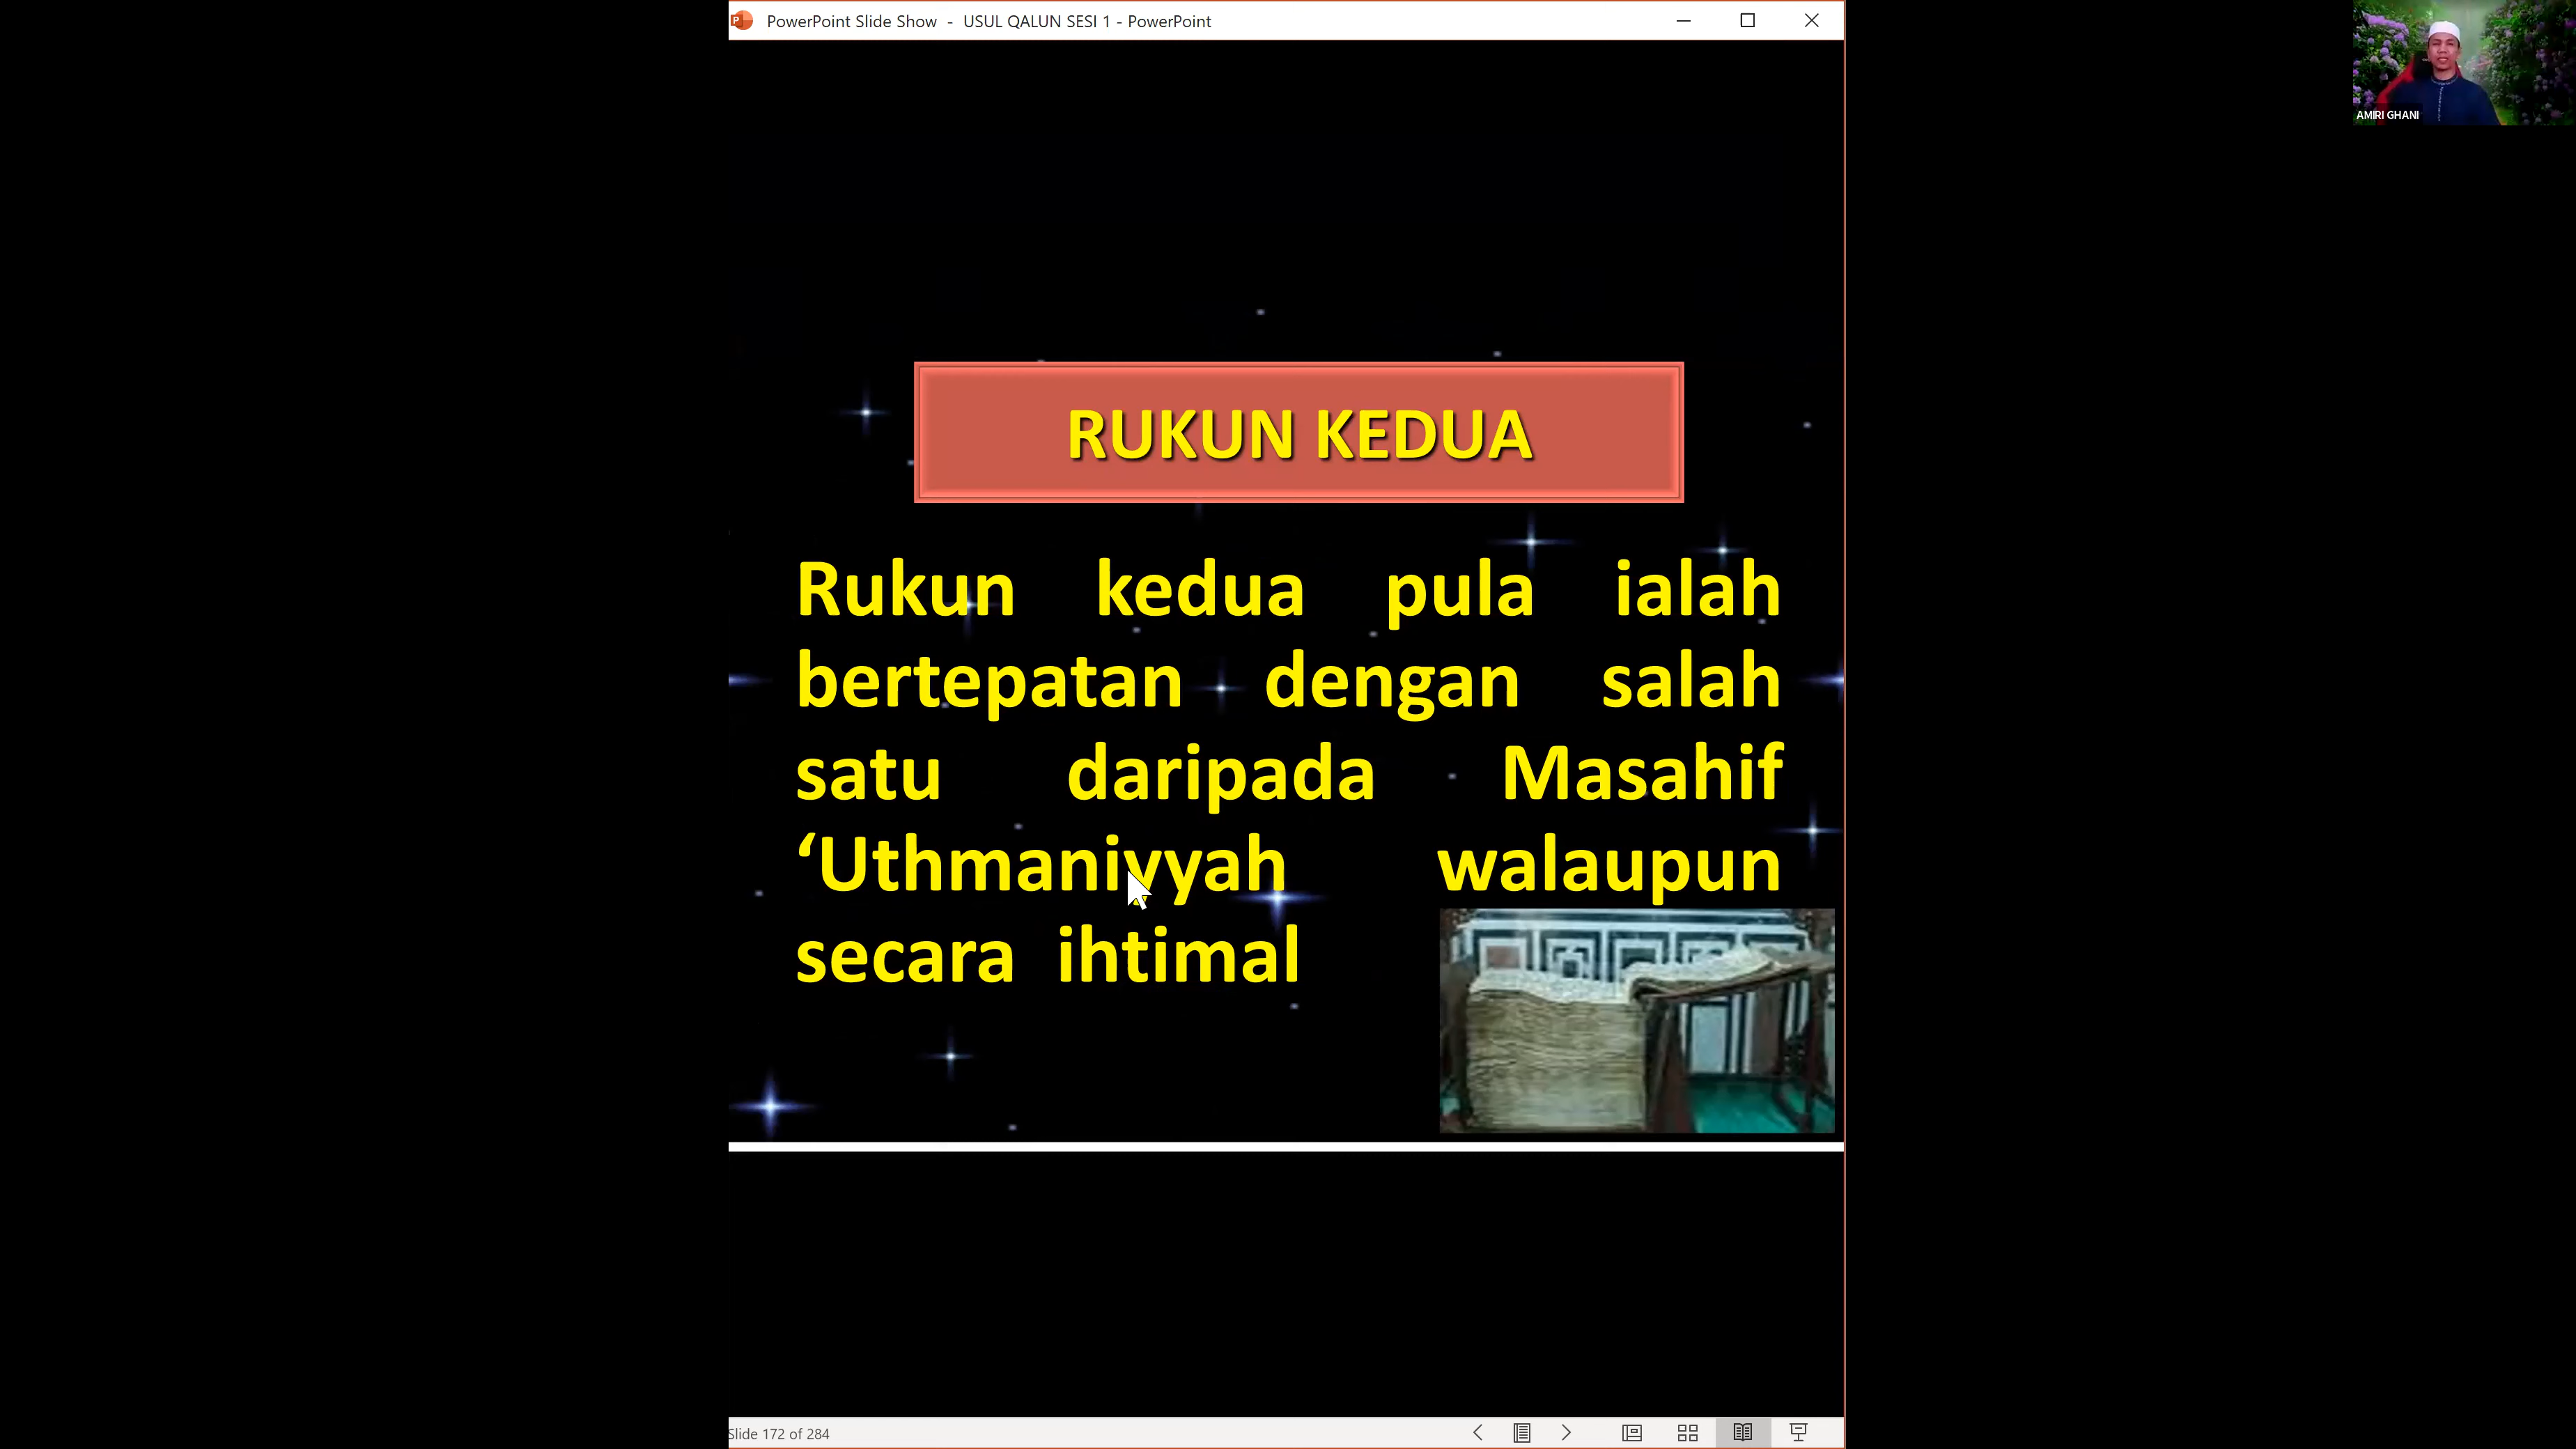 PowerPoint Slide Show - USUL QALUN SESI 1 - PowerPoint
AMIRI GHANI
RUKUN KEDUA
Rukun kedua pula ialah
bertepatan dengan salah
satu daripada Masahif
‘Uthmaniyyah walaupun
secara ihtimal
Slide 172 of 284